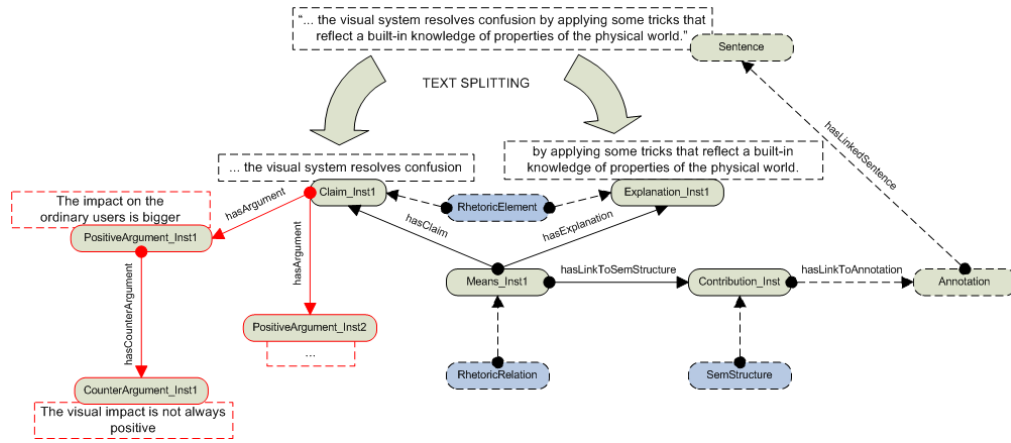 "... the visual system resolves confusion by applying some tricks that
reflect a built-in knowledge of properties of the physical world."
Sentence
TEXT SPLITTING
hasLinkedSentence
... the visual system resolves confusion
by applying some tricks that reflect a built-in
knowledge of properties of the physical world.
Claim_Inst1
RhetoricElement
Explanation_Inst1
The impact on the
ordinary users is bigger
hasArgument
PositiveArgument_Inst1
hasArgument
hasClaim
hasExplanation
Means_Inst1
hasLinkToSemStructure
Contribution_Inst
hasLinkToAnnotation
Annotation
hasCounterArgument
PositiveArgument_Inst2
...
RhetoricRelation
SemStructure
CounterArgument_Inst1
The visual impact is not always
positive